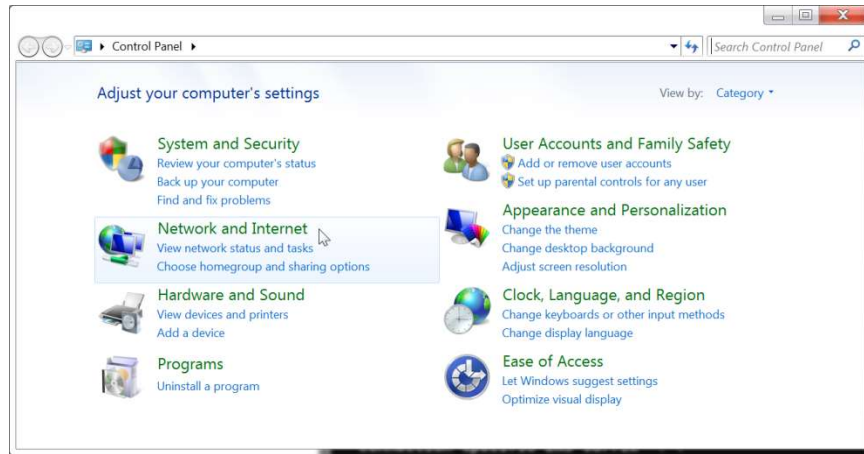 Control Panel
Search Control Panel
Adjust your computer's settings
View by: Category
System and Security
Review your computer's status
Back up your computer
Find and fix problems
Network and Internet
View network status and tasks
Choose homegroup and sharing options
Hardware and Sound
View devices and printers
Add a device
Programs
Uninstall a program
User Accounts and Family Safety
Add or remove user accounts
Set up parental controls for any user
Appearance and Personalization
Change the theme
Change desktop background
Adjust screen resolution
Clock, Language, and Region
Change keyboards or other input methods
Change display language
Ease of Access
Let Windows suggest settings
Optimize visual display